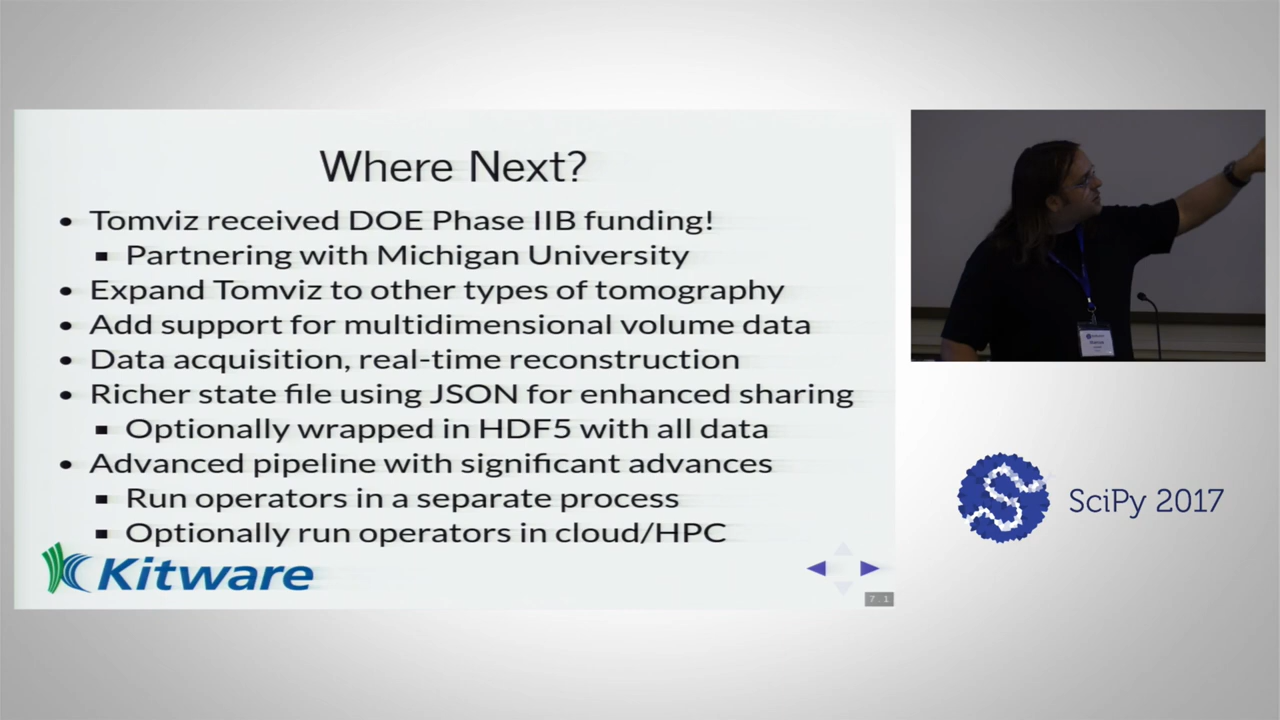 Where Next?
• Tomviz received DOE Phase IIB funding!
▪ Partnering with Michigan University
• Expand Tomviz to other types of tomography
• Add support for multidimensional volume data
• Data acquisition, real-time reconstruction
• Richer state file using JSON for enhanced sharing
▪ Optionally wrapped in HDF5 with all data
• Advanced pipeline with significant advances
▪ Run operators in a separate process
▪ Optionally run operators in cloud/HPC
Kitware
7.1
SciPy 2017